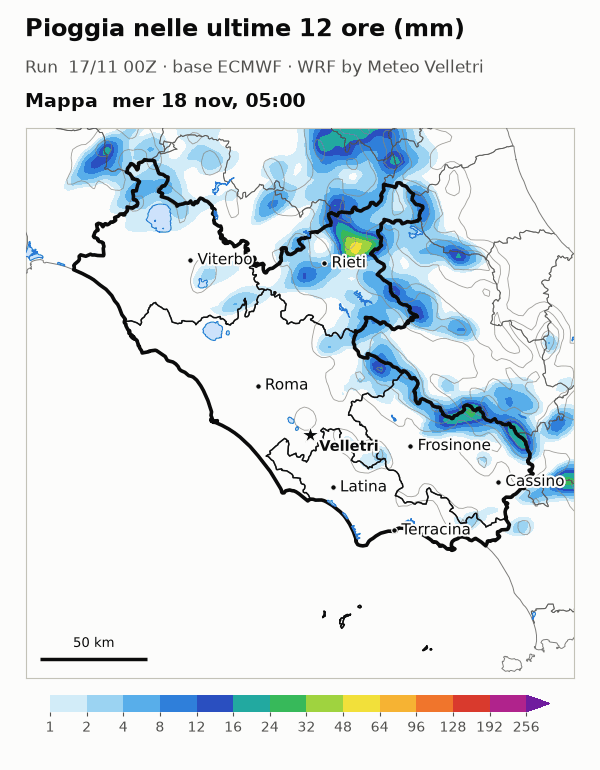 Pioggia nelle ultime 12 ore (mm)
Run  17/11 00Z · base ECMWF · WRF by Meteo Velletri
Mappa  mer 18 nov, 05:00
Viterbo
Rieti
Roma
Velletri
Frosinone
Cassino
Latina
Terracina
50 km
1 2 4 8 12 16 24 32 48 64 96 128 192 256